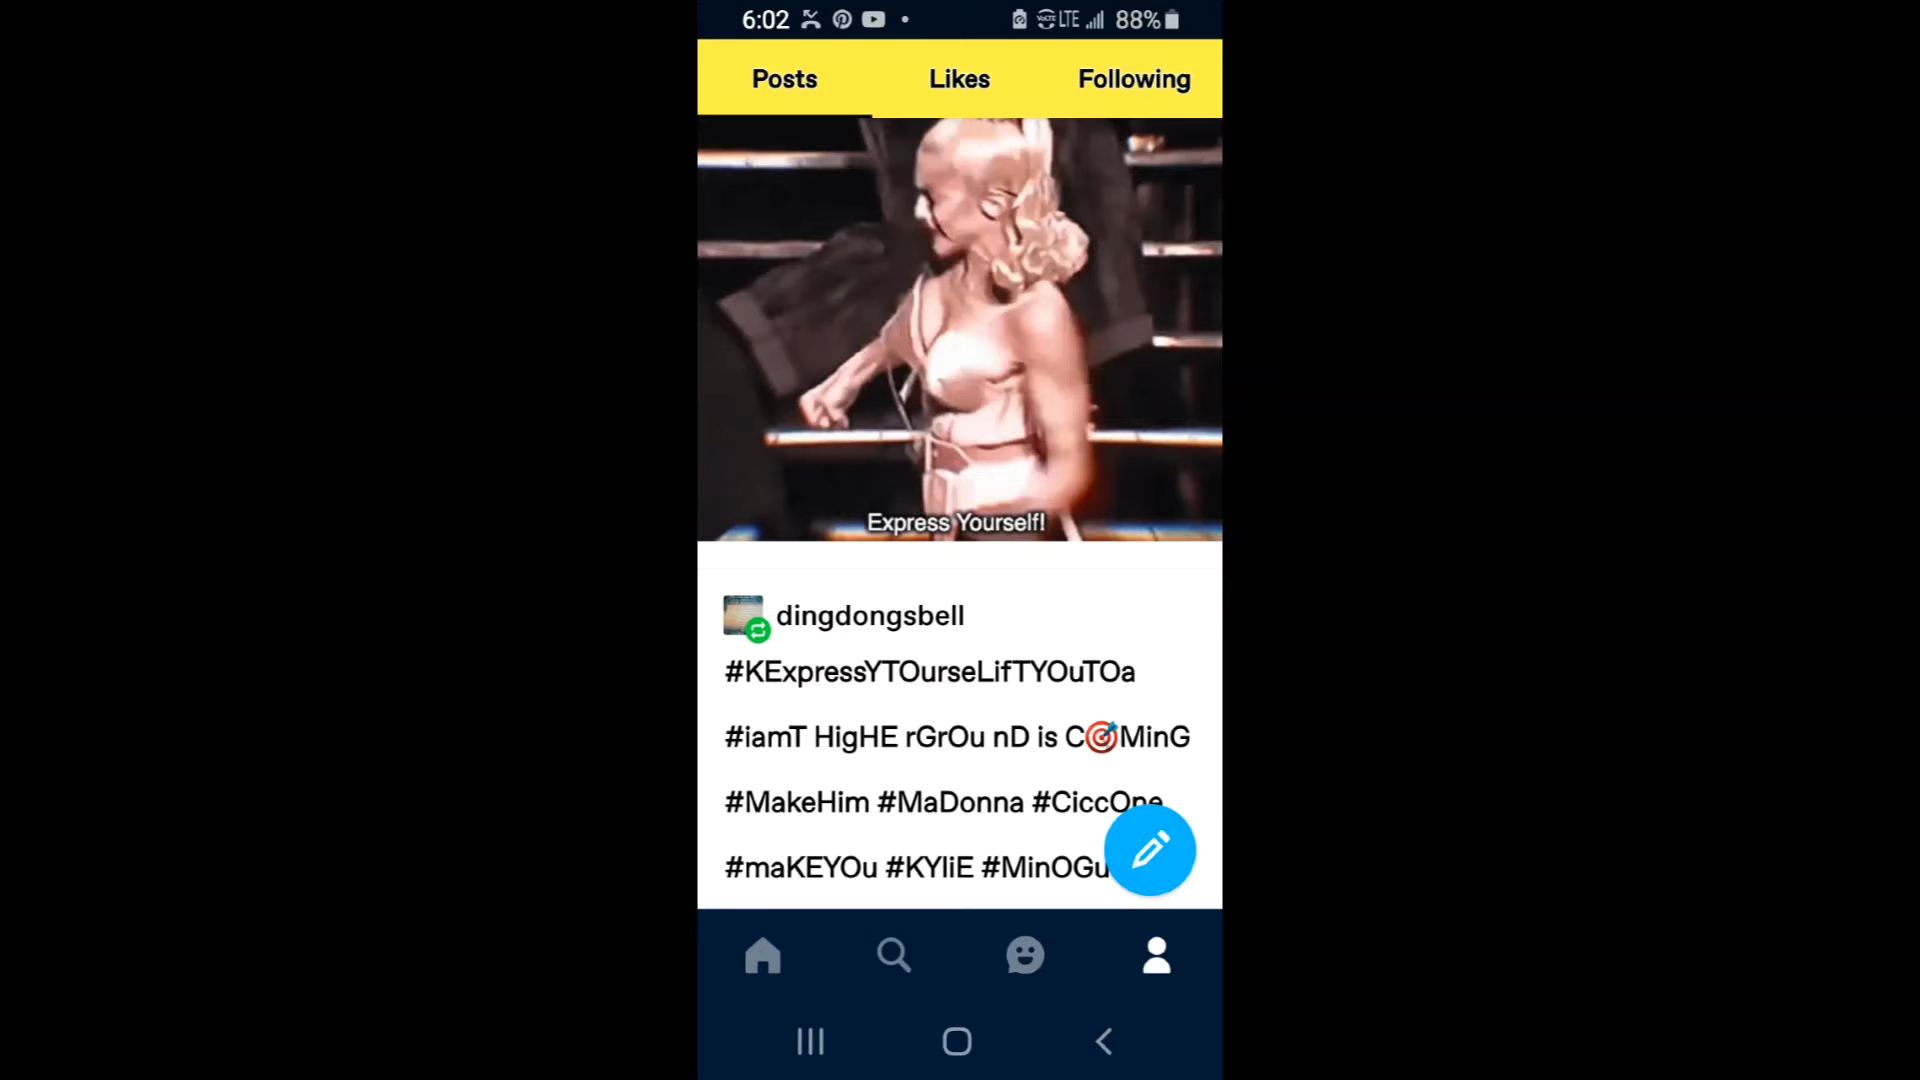 6:02 LTE 88%
Posts Likes Following
Express Yourself!
dingdongsbell
#KExpressYTOurseLifTYOuTOa
#iamT HigHE rGrOu nD is C🎯MinG
#MakeHim #MaDonna #CiccOne
#maKEYOu #KYliE #MinOGu